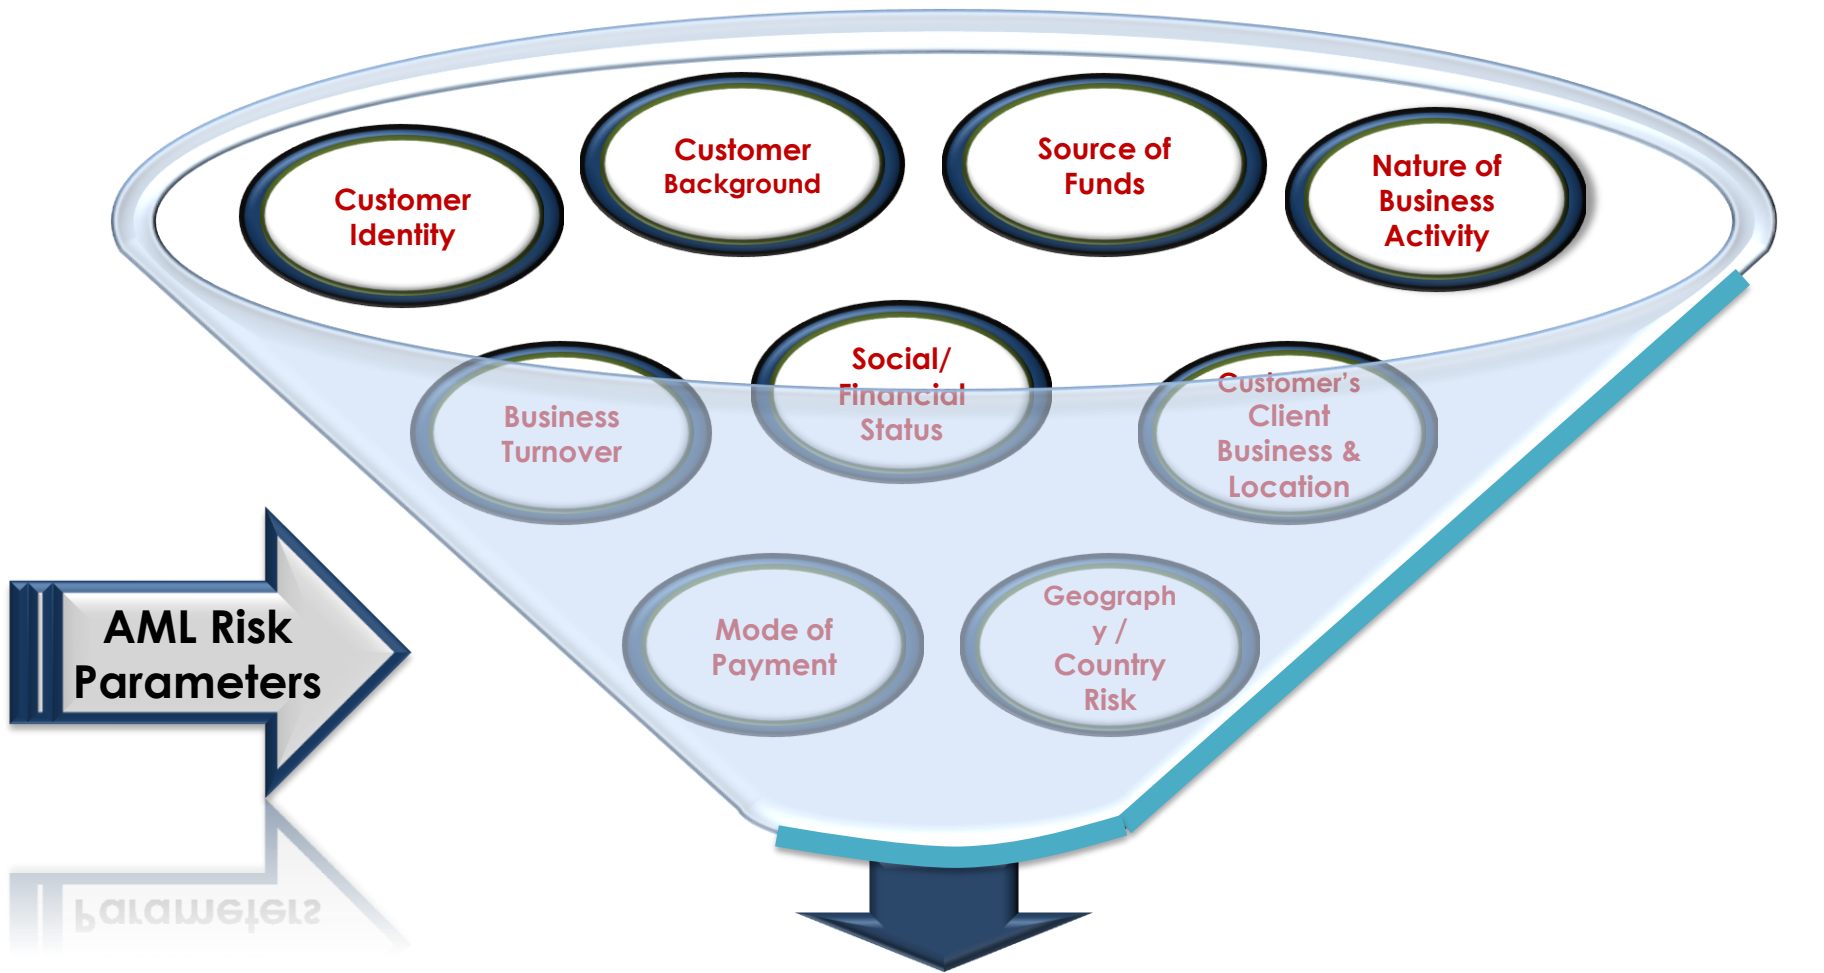 Customer
Identity
Customer
Background
Source of
Funds
Nature of
Business
Activity
Business
Turnover
Social/
Financial
Status
Customer’s
Client
Business &
Location
Mode of
Payment
Geograph
y /
Country
Risk
AML Risk
Parameters
Parameters